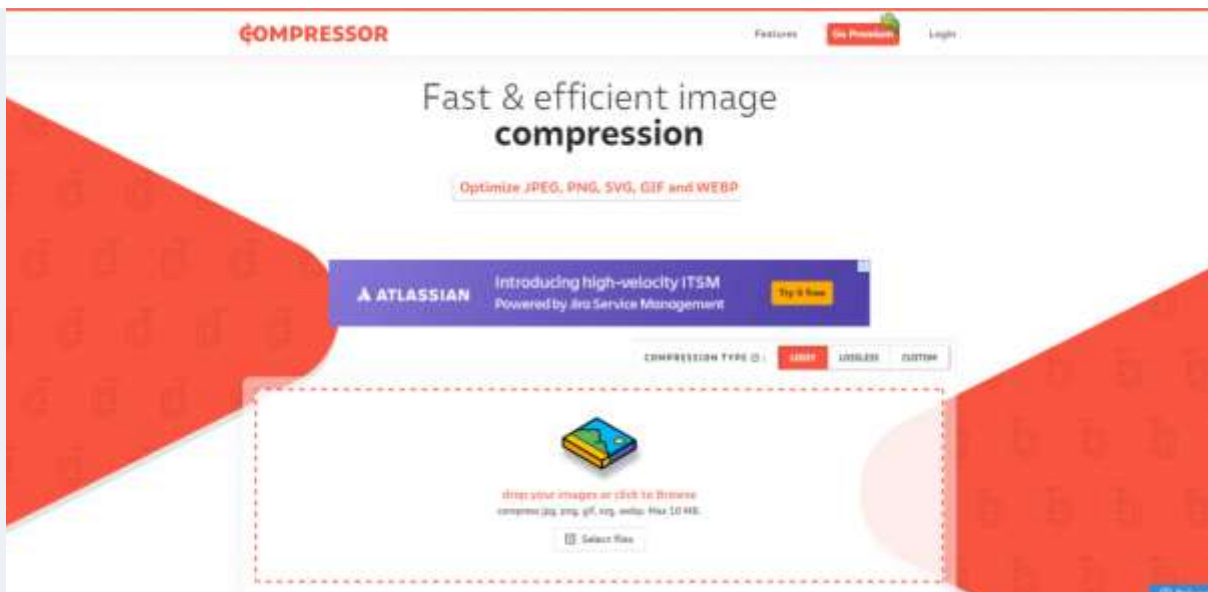 COMPRESSOR
Features
Go Premium
Login
Fast & efficient image
compression
Optimize JPEG, PNG, SVG, GIF and WEBP
ATLASSIAN
Introducing high-velocity ITSM
Powered by Jira Service Management
Try it free
COMPRESSION TYPE
LOSSY
LOSSLESS
CUSTOM
drop your images or click to Browse
compress jpg, png, gif, svg, webp. Max 10 MB.
Select files